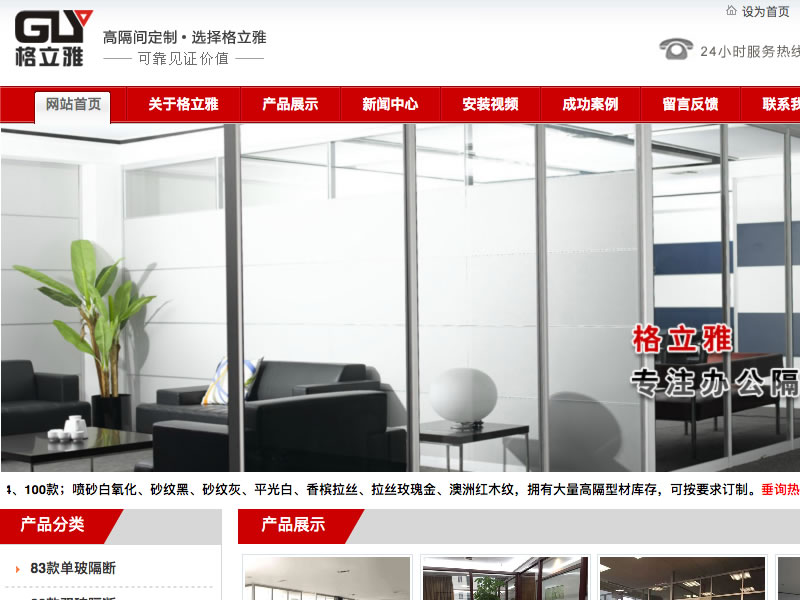 设为首页
GLY
格立雅
高隔间定制·选择格立雅
可靠见证价值
24小时服务热线
网站首页 关于格立雅 产品展示 新闻中心 安装视频 成功案例 留言反馈 联系我
格立雅
专注办公隔
、100款；喷砂白氧化、砂纹黑、砂纹灰、平光白、香槟拉丝、拉丝玫瑰金、澳洲红木纹，拥有大量高隔型材库存，可按要求订制。垂询热
产品分类
产品展示
83款单玻隔断